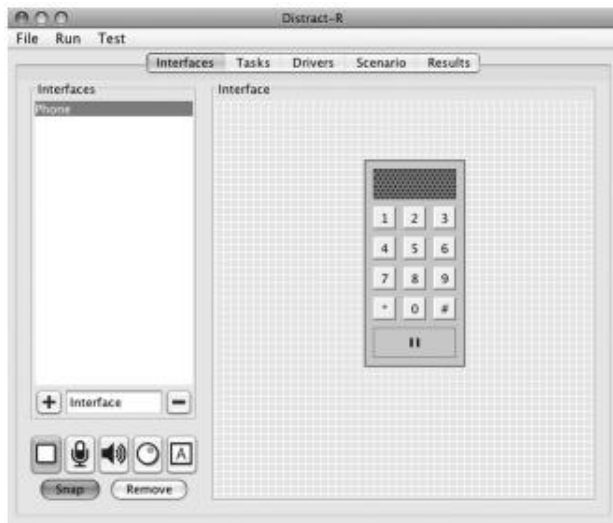 Distract-R
File Run Test
Interfaces Tasks Drivers Scenario Results
Interfaces
Phone
Interface
1 2 3
4 5 6
7 8 9
* 0 #
+ Interface −
A
Snap Remove